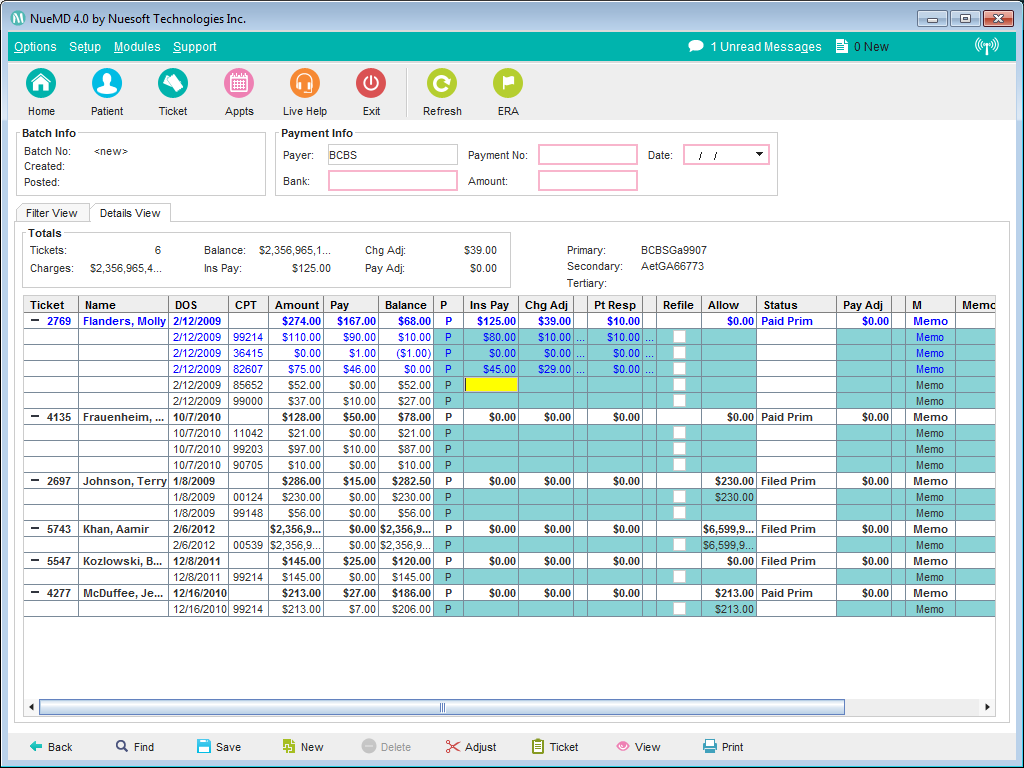 NueMD 4.0 by Nuesoft Technologies Inc.
Options Setup Modules Support 1 Unread Messages 0 New
Home Patient Ticket Appts Live Help Exit Refresh ERA
Batch Info
Batch No: <new>
Created:
Posted:
Payment Info
Payer: BCBS Payment No: Date: / /
Bank: Amount:
Filter View Details View
Totals
Tickets: 6 Balance: $2,356,965,1... Chg Adj: $39.00
Charges: $2,356,965,4... Ins Pay: $125.00 Pay Adj: $0.00
Primary: BCBSGa9907
Secondary: AetGA66773
Tertiary:
Ticket Name DOS CPT Amount Pay Balance P Ins Pay Chg Adj Pt Resp Refile Allow Status Pay Adj M Memo
2769 Flanders, Molly 2/12/2009 $274.00 $167.00 $68.00 P $125.00 $39.00 $10.00 $0.00 Paid Prim $0.00 Memo
2/12/2009 99214 $110.00 $90.00 $10.00 P $80.00 $10.00 ... $10.00 ... Memo
2/12/2009 36415 $0.00 $1.00 ($1.00) P $0.00 $0.00 ... $0.00 ... Memo
2/12/2009 82607 $75.00 $46.00 $0.00 P $45.00 $29.00 ... $0.00 ... Memo
2/12/2009 85652 $52.00 $0.00 $52.00 P Memo
2/12/2009 99000 $37.00 $10.00 $27.00 P Memo
4135 Frauenheim, ... 10/7/2010 $128.00 $50.00 $78.00 P $0.00 $0.00 $0.00 $0.00 Paid Prim $0.00 Memo
10/7/2010 11042 $21.00 $0.00 $21.00 P Memo
10/7/2010 99203 $97.00 $10.00 $87.00 P Memo
10/7/2010 90705 $10.00 $0.00 $10.00 P Memo
2697 Johnson, Terry 1/8/2009 $286.00 $15.00 $282.50 P $0.00 $0.00 $0.00 $230.00 Filed Prim $0.00 Memo
1/8/2009 00124 $230.00 $0.00 $230.00 P $230.00 Memo
1/8/2009 99148 $56.00 $0.00 $56.00 P Memo
5743 Khan, Aamir 2/6/2012 $2,356,9... $0.00 $2,356,9... P $0.00 $0.00 $0.00 $6,599,9... Filed Prim $0.00 Memo
2/6/2012 00539 $2,356,9... $0.00 $2,356,9... P $6,599,9... Memo
5547 Kozlowski, B... 12/8/2011 $145.00 $25.00 $120.00 P $0.00 $0.00 $0.00 $0.00 Filed Prim $0.00 Memo
12/8/2011 99214 $145.00 $0.00 $145.00 P Memo
4277 McDuffee, Je... 12/16/2010 $213.00 $27.00 $186.00 P $0.00 $0.00 $0.00 $213.00 Paid Prim $0.00 Memo
12/16/2010 99214 $213.00 $7.00 $206.00 P $213.00 Memo
Back Find Save New Delete Adjust Ticket View Print